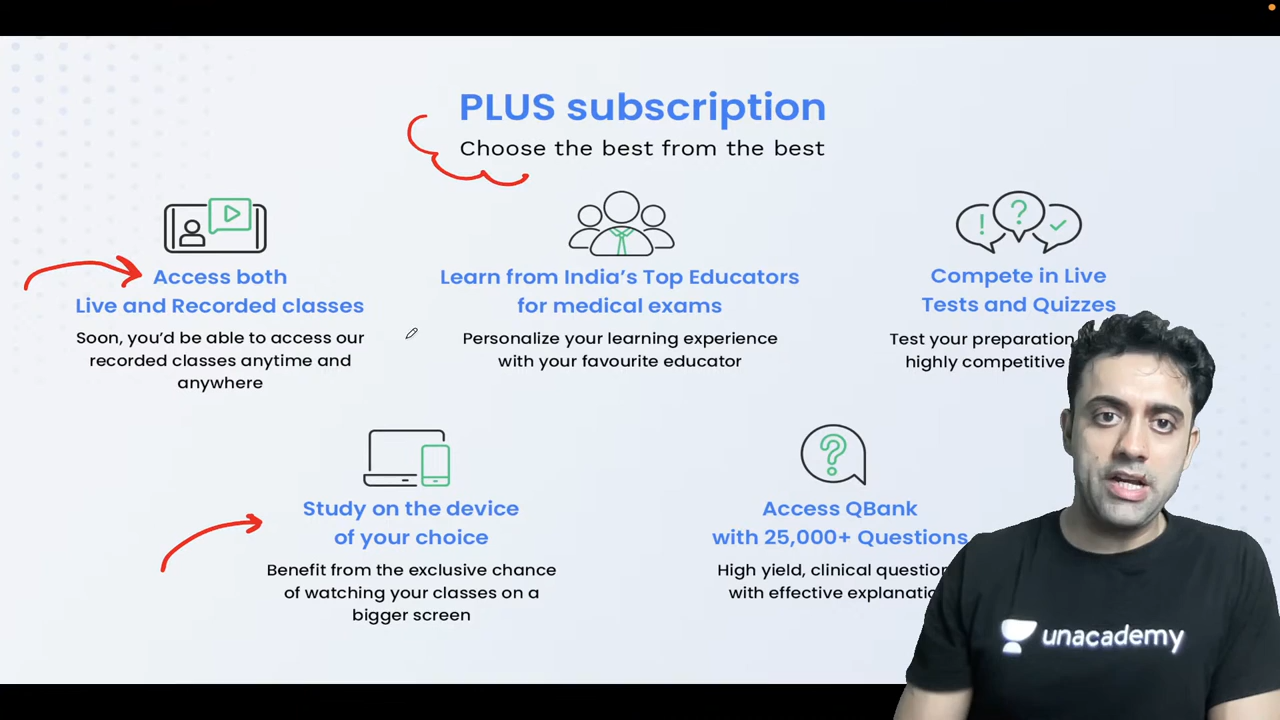 PLUS subscription
Choose the best from the best
Access both
Live and Recorded classes
Soon, you'd be able to access our
recorded classes anytime and
anywhere
Learn from India's Top Educators
for medical exams
Personalize your learning experience
with your favourite educator
Compete in Live
Tests and Quizzes
Test your preparation
highly competitive
Study on the device
of your choice
Benefit from the exclusive chance
of watching your classes on a
bigger screen
Access QBank
with 25,000+ Questions
High yield, clinical
with effective
unacademy